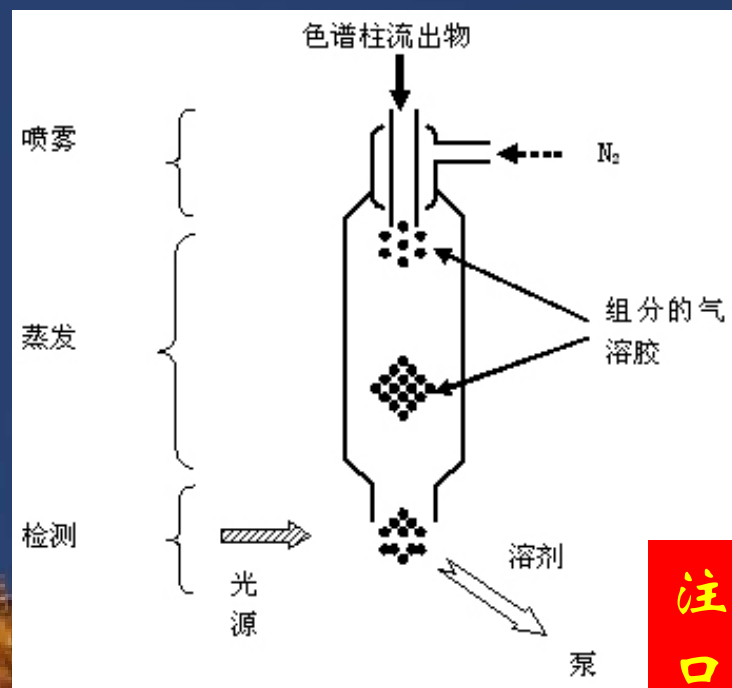 色谱柱流出物
喷雾
N₂
蒸发
组分的气
溶胶
检测
光
源
溶剂
泵
注
口